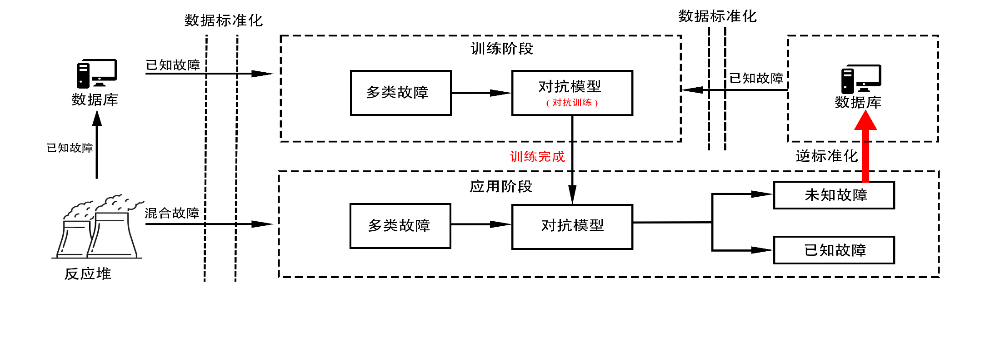 数据标准化
数据标准化
训练阶段
已知故障
多类故障
对抗模型
（对抗训练）
已知故障
数据库
数据库
已知故障
训练完成
逆标准化
应用阶段
混合故障
多类故障
对抗模型
未知故障
已知故障
反应堆